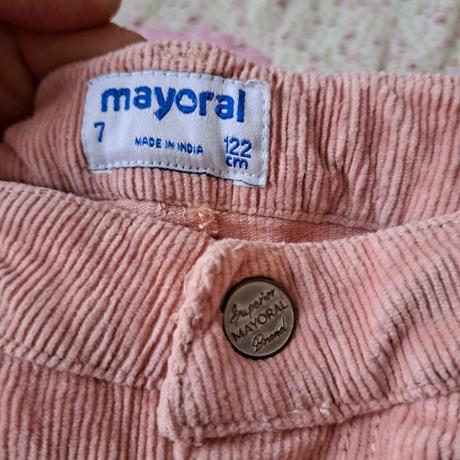 mayoral
7
MADE IN INDIA
122
cm
Superior
MAYORAL
Brand